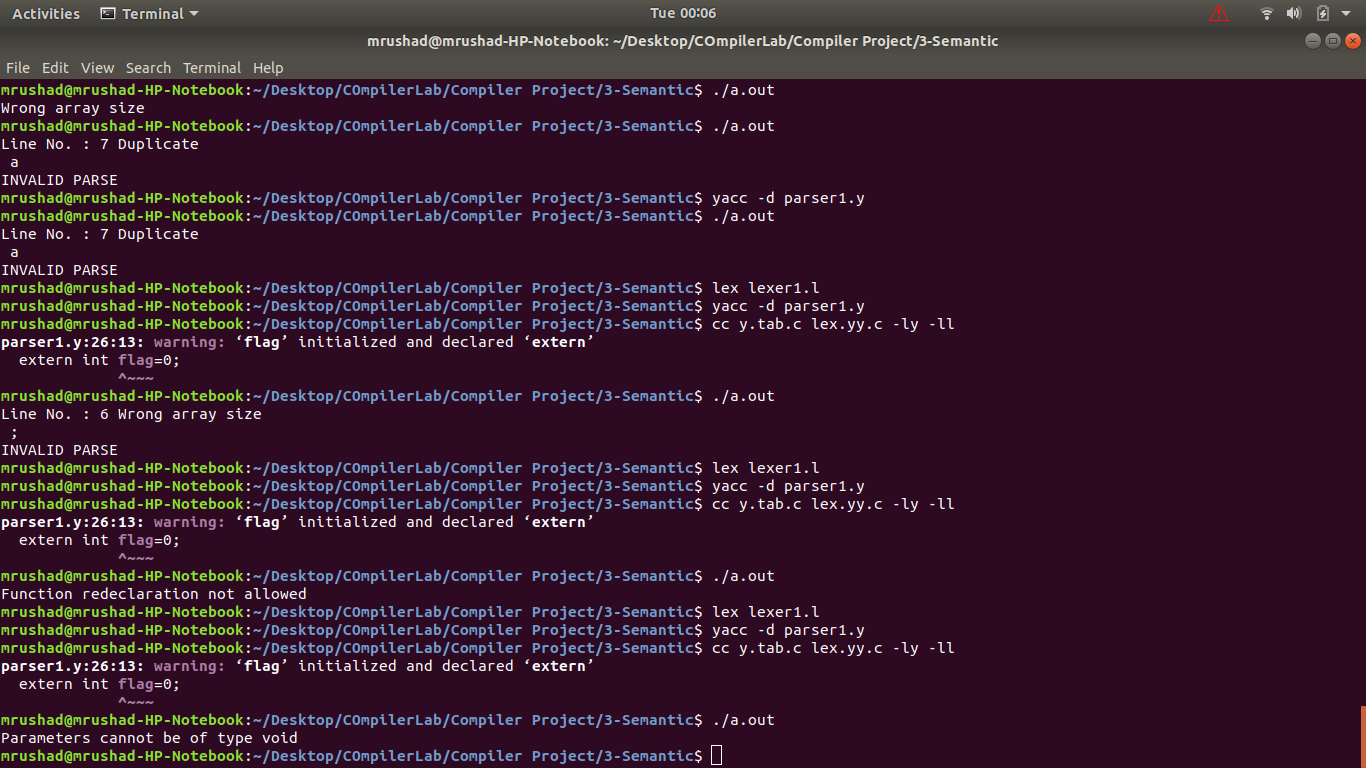 Activities Terminal Tue 00:06
mrushad@mrushad-HP-Notebook: ~/Desktop/COmpilerLab/Compiler Project/3-Semantic
File Edit View Search Terminal Help
mrushad@mrushad-HP-Notebook:~/Desktop/COmpilerLab/Compiler Project/3-Semantic$ ./a.out
Wrong array size
mrushad@mrushad-HP-Notebook:~/Desktop/COmpilerLab/Compiler Project/3-Semantic$ ./a.out
Line No. : 7 Duplicate
 a
INVALID PARSE
mrushad@mrushad-HP-Notebook:~/Desktop/COmpilerLab/Compiler Project/3-Semantic$ yacc -d parser1.y
mrushad@mrushad-HP-Notebook:~/Desktop/COmpilerLab/Compiler Project/3-Semantic$ ./a.out
Line No. : 7 Duplicate
 a
INVALID PARSE
mrushad@mrushad-HP-Notebook:~/Desktop/COmpilerLab/Compiler Project/3-Semantic$ lex lexer1.l
mrushad@mrushad-HP-Notebook:~/Desktop/COmpilerLab/Compiler Project/3-Semantic$ yacc -d parser1.y
mrushad@mrushad-HP-Notebook:~/Desktop/COmpilerLab/Compiler Project/3-Semantic$ cc y.tab.c lex.yy.c -ly -ll
parser1.y:26:13: warning: ‘flag’ initialized and declared ‘extern’
  extern int flag=0;
             ^~~~
mrushad@mrushad-HP-Notebook:~/Desktop/COmpilerLab/Compiler Project/3-Semantic$ ./a.out
Line No. : 6 Wrong array size
 ;
INVALID PARSE
mrushad@mrushad-HP-Notebook:~/Desktop/COmpilerLab/Compiler Project/3-Semantic$ lex lexer1.l
mrushad@mrushad-HP-Notebook:~/Desktop/COmpilerLab/Compiler Project/3-Semantic$ yacc -d parser1.y
mrushad@mrushad-HP-Notebook:~/Desktop/COmpilerLab/Compiler Project/3-Semantic$ cc y.tab.c lex.yy.c -ly -ll
parser1.y:26:13: warning: ‘flag’ initialized and declared ‘extern’
  extern int flag=0;
             ^~~~
mrushad@mrushad-HP-Notebook:~/Desktop/COmpilerLab/Compiler Project/3-Semantic$ ./a.out
Function redeclaration not allowed
mrushad@mrushad-HP-Notebook:~/Desktop/COmpilerLab/Compiler Project/3-Semantic$ lex lexer1.l
mrushad@mrushad-HP-Notebook:~/Desktop/COmpilerLab/Compiler Project/3-Semantic$ yacc -d parser1.y
mrushad@mrushad-HP-Notebook:~/Desktop/COmpilerLab/Compiler Project/3-Semantic$ cc y.tab.c lex.yy.c -ly -ll
parser1.y:26:13: warning: ‘flag’ initialized and declared ‘extern’
  extern int flag=0;
             ^~~~
mrushad@mrushad-HP-Notebook:~/Desktop/COmpilerLab/Compiler Project/3-Semantic$ ./a.out
Parameters cannot be of type void
mrushad@mrushad-HP-Notebook:~/Desktop/COmpilerLab/Compiler Project/3-Semantic$